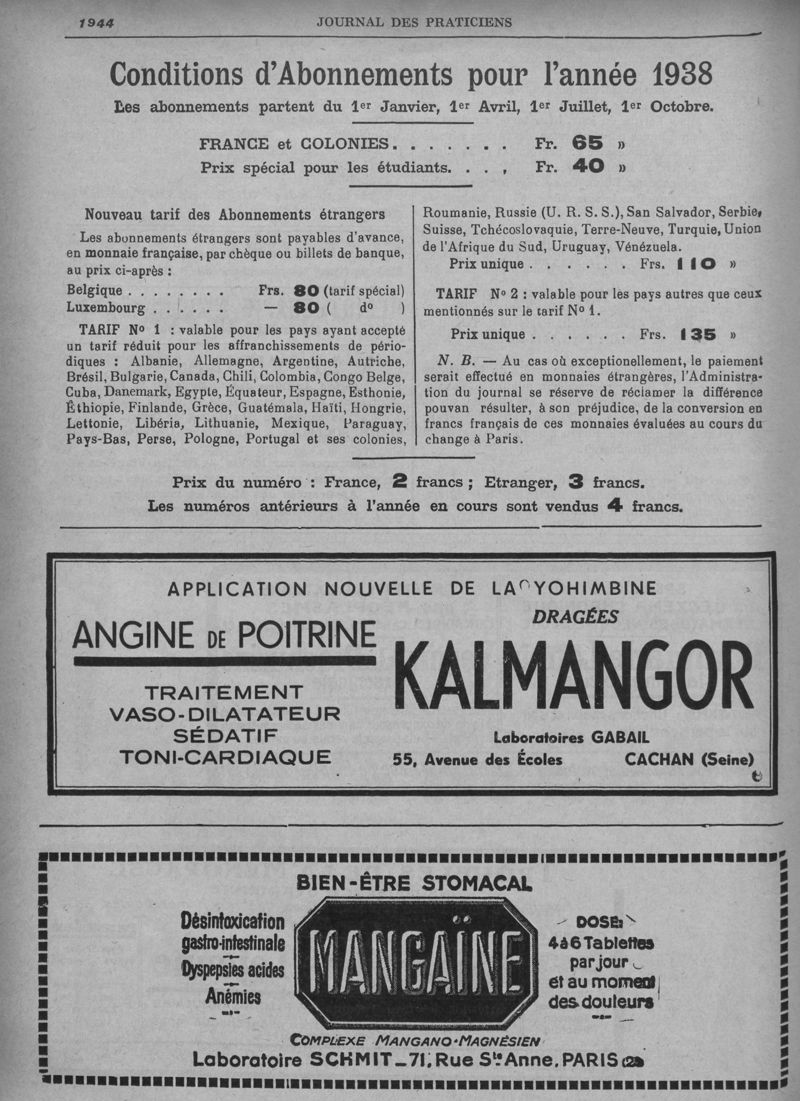 1944
JOURNAL DES PRATICIENS
Conditions d'Abonnements pour l'année 1938
Les abonnements partent du 1er Janvier, 1er Avril, 1er Juillet, 1er Octobre.
FRANCE et COLONIES. . . . . . . Fr. 65 »
Prix spécial pour les étudiants. . . , Fr. 40 »
Nouveau tarif des Abonnements étrangers
Les abonnements étrangers sont payables d'avance,
en monnaie française, par chèque ou billets de banque,
au prix ci-après :
Belgique . . . . . . . . Frs. 80 (tarif spécial)
Luxembourg . . . . . . — 80 ( do )
TARIF No 1 : valable pour les pays ayant accepté
un tarif réduit pour les affranchissements de pério-
diques : Albanie, Allemagne, Argentine, Autriche,
Brésil, Bulgarie, Canada, Chili, Colombia, Congo Belge,
Cuba, Danemark, Egypte, Équateur, Espagne, Esthonie,
Éthiopie, Finlande, Grèce, Guatémala, Haïti, Hongrie,
Lettonie, Libéria, Lithuanie, Mexique, Paraguay,
Pays-Bas, Perse, Pologne, Portugal et ses colonies,
Roumanie, Russie (U. R. S. S.), San Salvador, Serbie,
Suisse, Tchécoslovaquie, Terre-Neuve, Turquie, Union
de l'Afrique du Sud, Uruguay, Vénézuela.
Prix unique . . . . . . Frs. 110 »
TARIF No 2 : valable pour les pays autres que ceux
mentionnés sur le tarif No 1.
Prix unique . . . . . . Frs. 135 »
N. B. — Au cas où exceptionellement, le paiement
serait effectué en monnaies étrangères, l'Administra-
tion du journal se réserve de réclamer la différence
pouvan résulter, à son préjudice, de la conversion en
francs français de ces monnaies évaluées au cours du
change à Paris.
Prix du numéro : France, 2 francs ; Etranger, 3 francs.
Les numéros antérieurs à l'année en cours sont vendus 4 francs.
APPLICATION NOUVELLE DE LA YOHIMBINE
ANGINE DE POITRINE
TRAITEMENT
VASO-DILATATEUR
SÉDATIF
TONI-CARDIAQUE
DRAGÉES
KALMANGOR
Laboratoires GABAIL
55, Avenue des Écoles CACHAN (Seine)
BIEN-ÊTRE STOMACAL
Désintoxication
gastro-intestinale
Dyspepsies acides
Anémies
MANGAÏNE
DOSE:
4 à 6 Tablettes
par jour
et au moment
des douleurs
COMPLEXE MANGANO-MAGNÉSIEN
Laboratoire SCHMIT_71, Rue Ste Anne, PARIS (2e)